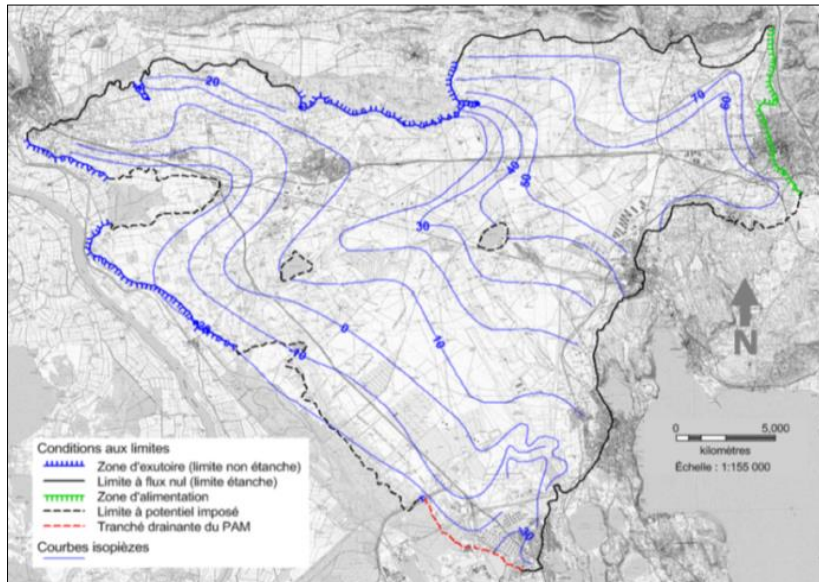 20
70
60
40
50
30
0
10
-10
-20
-30
N
0 5,000
kilomètres
Échelle : 1:155 000
Conditions aux limites
Zone d'exutoire (limite non étanche)
Limite à flux nul (limite étanche)
Zone d'alimentation
Limite à potentiel imposé
Tranché drainante du PAM
Courbes isopièzes